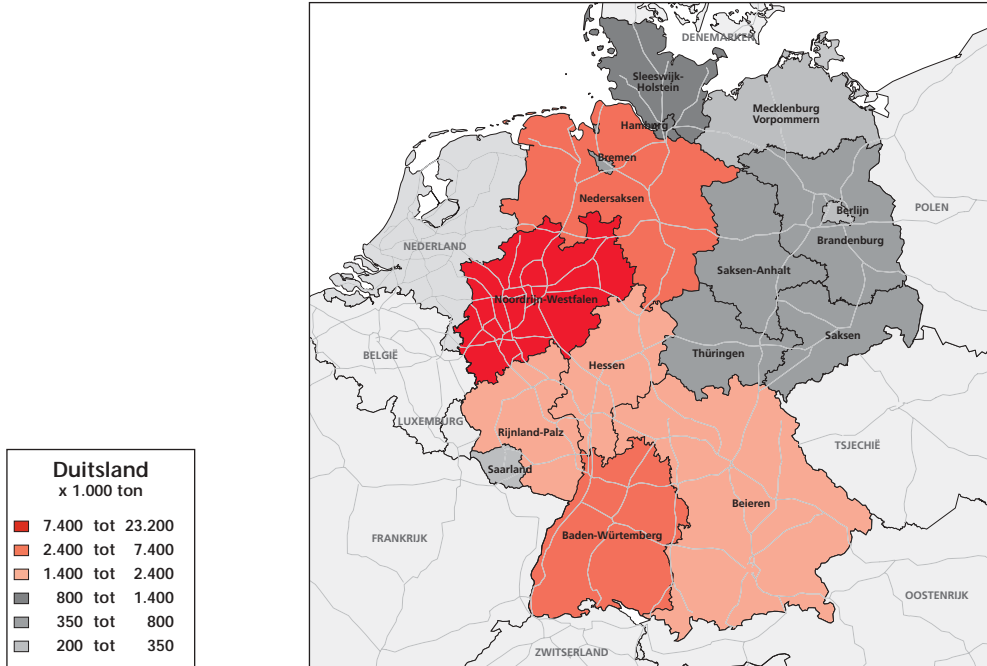 DENEMARKEN
Sleeswijk-
Holstein
Mecklenburg
Vorpommern
Hamburg
Bremen
Nedersaksen
Berlijn
POLEN
Brandenburg
NEDERLAND
Saksen-Anhalt
Noordrijn-Westfalen
Saksen
BELGIË
Thüringen
Hessen
LUXEMBURG
Rijnland-Palz
TSJECHIË
Saarland
Beieren
Baden-Würtemberg
FRANKRIJK
OOSTENRIJK
ZWITSERLAND
Duitsland
x 1.000 ton
7.400 tot 23.200
2.400 tot 7.400
1.400 tot 2.400
800 tot 1.400
350 tot 800
200 tot 350